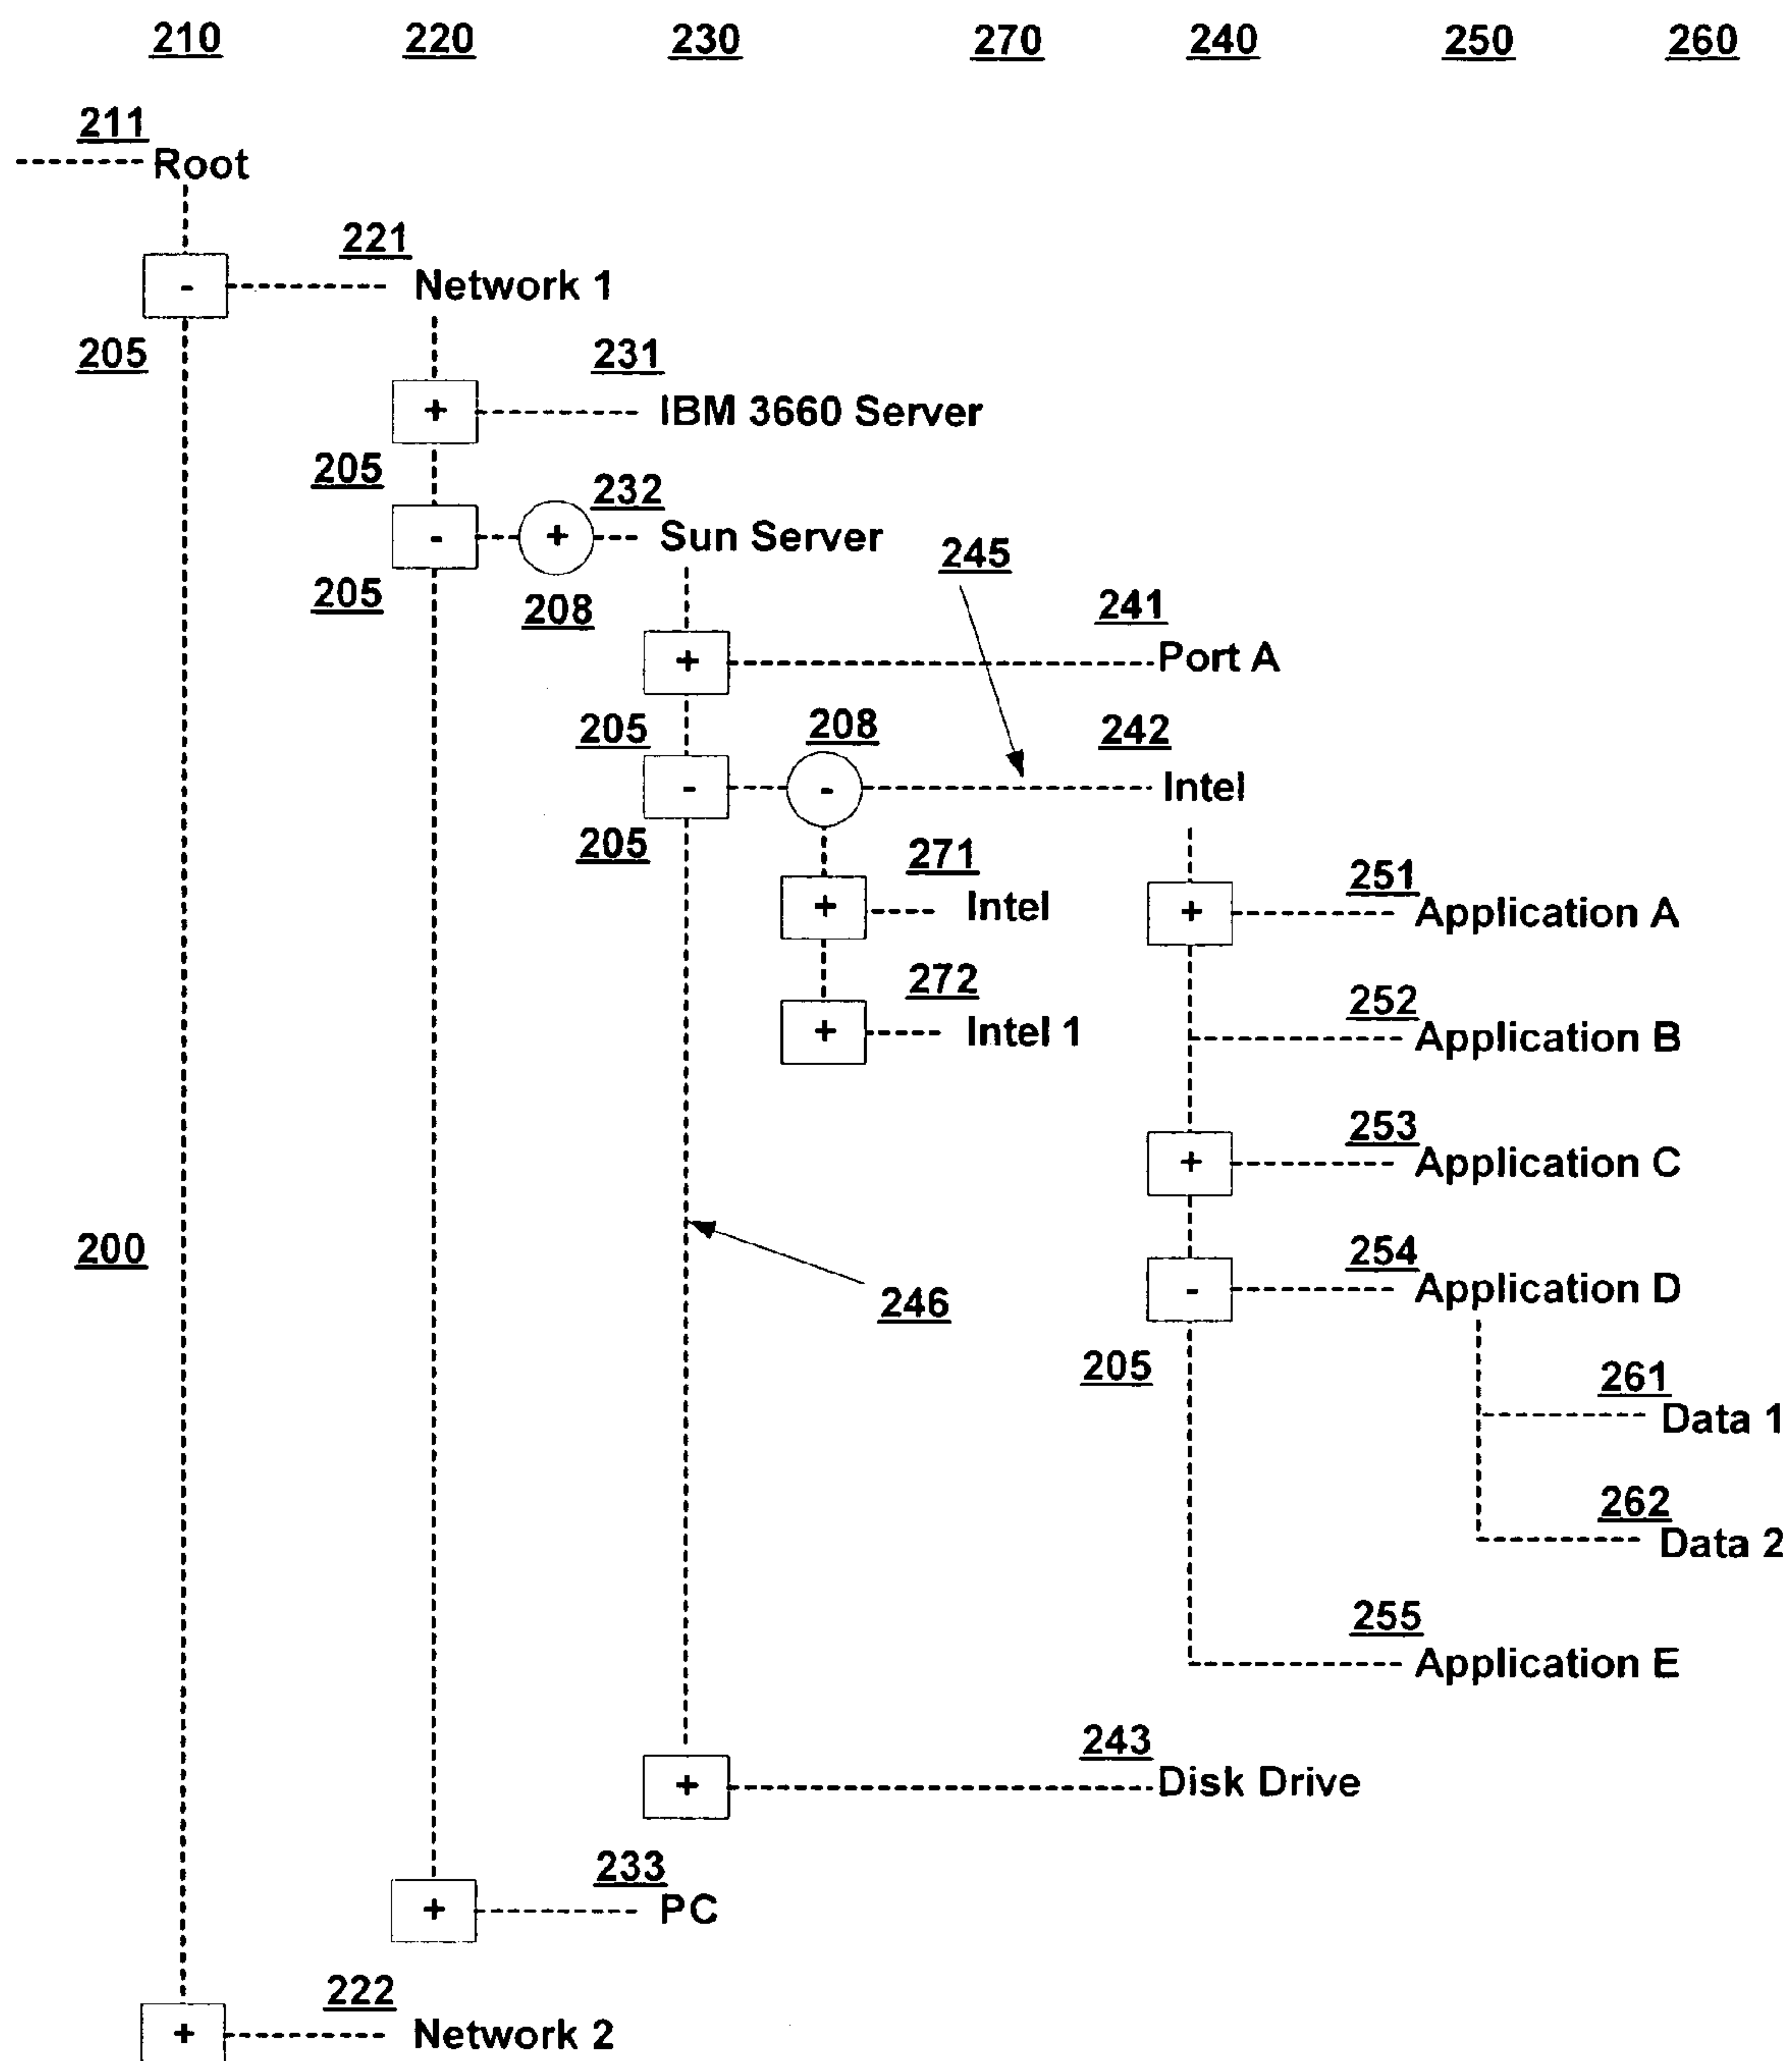 210 220 230 270 240 250 260
211
Root
221
- Network 1
205
231
+ IBM 3660 Server
205
232
- + Sun Server
205
208
245
241
+ Port A
205
208
242
- - Intel
205
271
+ Intel
251
+ Application A
272
+ Intel 1
252
Application B
253
+ Application C
200
254
- Application D
246
205
261
Data 1
262
Data 2
255
Application E
243
+ Disk Drive
233
+ PC
222
+ Network 2